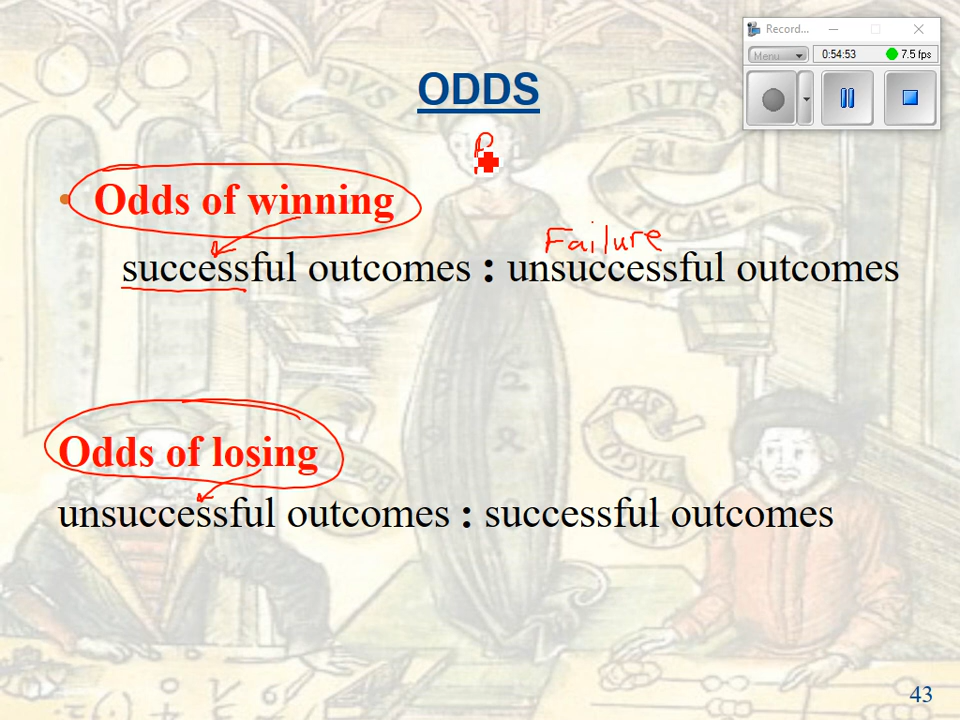 Record...
Menu
0:54:53
7.5 fps
ODDS
• Odds of winning
Failure
successful outcomes : unsuccessful outcomes
Odds of losing
unsuccessful outcomes : successful outcomes
43